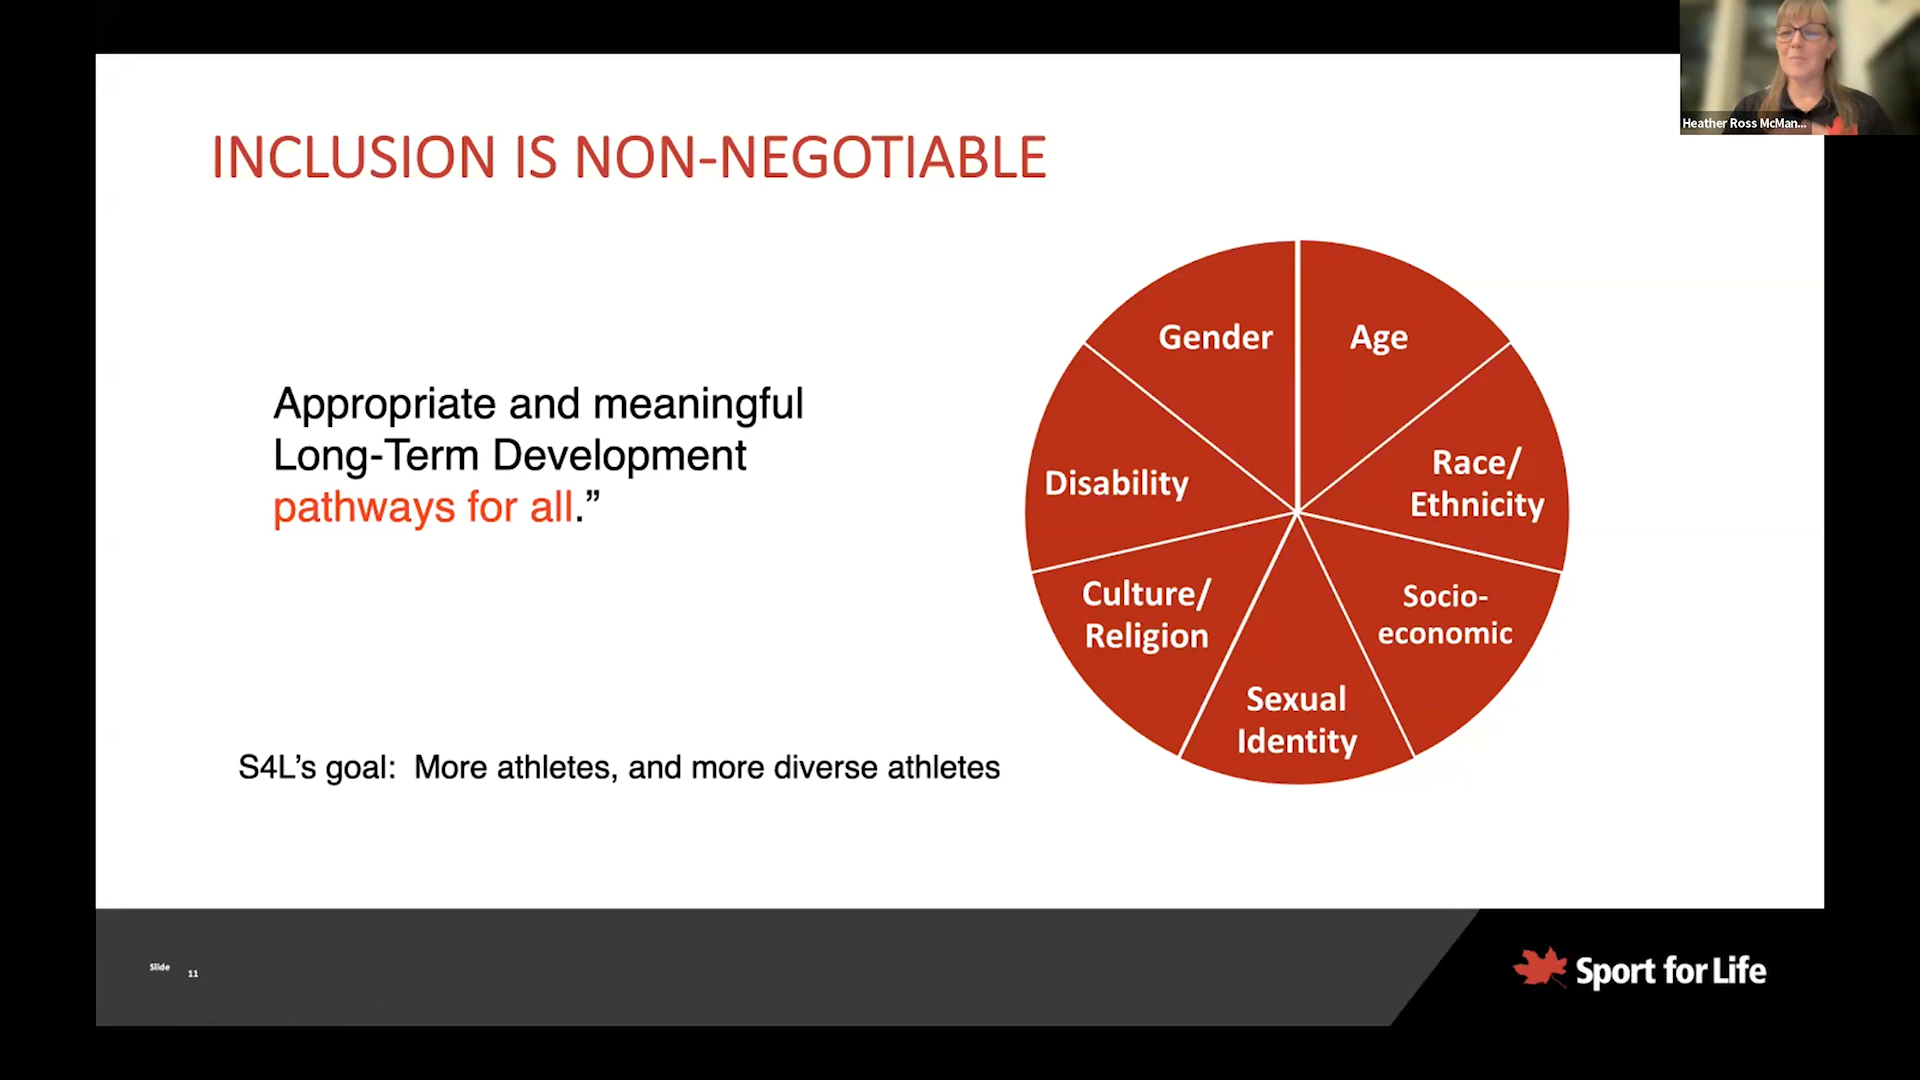 Heather Ross McMan...
INCLUSION IS NON-NEGOTIABLE
Appropriate and meaningful
Long-Term Development
pathways for all.”
S4L’s goal:  More athletes, and more diverse athletes
Gender
Age
Disability
Race/
Ethnicity
Culture/
Religion
Socio-
economic
Sexual
Identity
Slide 11
Sport for Life